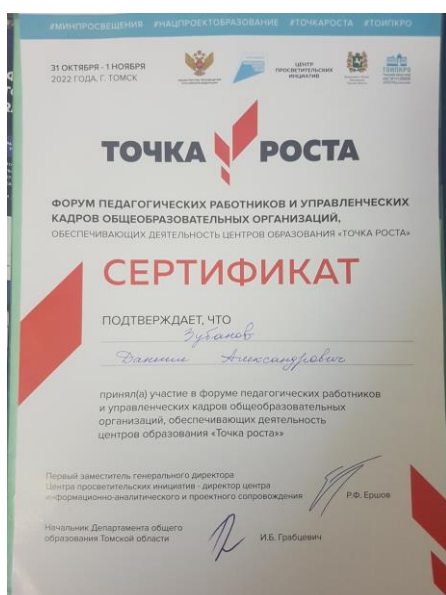 #МИНПРОСВЕЩЕНИЯ #НАЦПРОЕКТОБРАЗОВАНИЕ #ТОЧКАРОСТА #ТОИПКРО
31 ОКТЯБРЯ - 1 НОЯБРЯ
2022 ГОДА, Г. ТОМСК
ЦЕНТР
ПРОСВЕТИТЕЛЬСКИХ
ИНИЦИАТИВ
ТОИПКРО
ТОЧКА РОСТА
ФОРУМ ПЕДАГОГИЧЕСКИХ РАБОТНИКОВ И УПРАВЛЕНЧЕСКИХ
КАДРОВ ОБЩЕОБРАЗОВАТЕЛЬНЫХ ОРГАНИЗАЦИЙ,
ОБЕСПЕЧИВАЮЩИХ ДЕЯТЕЛЬНОСТЬ ЦЕНТРОВ ОБРАЗОВАНИЯ «ТОЧКА РОСТА»
СЕРТИФИКАТ
ПОДТВЕРЖДАЕТ, ЧТО
Зубанов
Даниил Александрович
принял(а) участие в форуме педагогических работников
и управленческих кадров общеобразовательных
организаций, обеспечивающих деятельность
центров образования «Точка роста»»
Первый заместитель генерального директора
Центра просветительских инициатив - директор центра
информационно-аналитического и проектного сопровождения Р.Ф. Ершов
Начальник Департамента общего
образования Томской области И.Б. Грабцевич